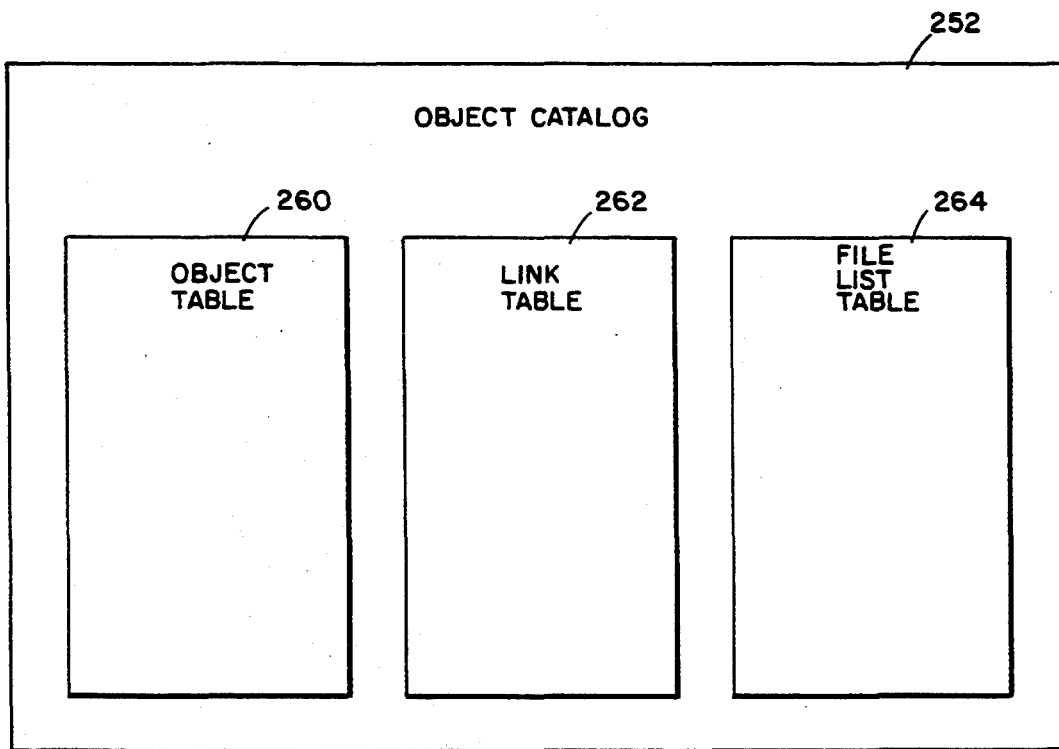 252
OBJECT CATALOG
260
262
264
OBJECT
TABLE
LINK
TABLE
FILE
LIST
TABLE